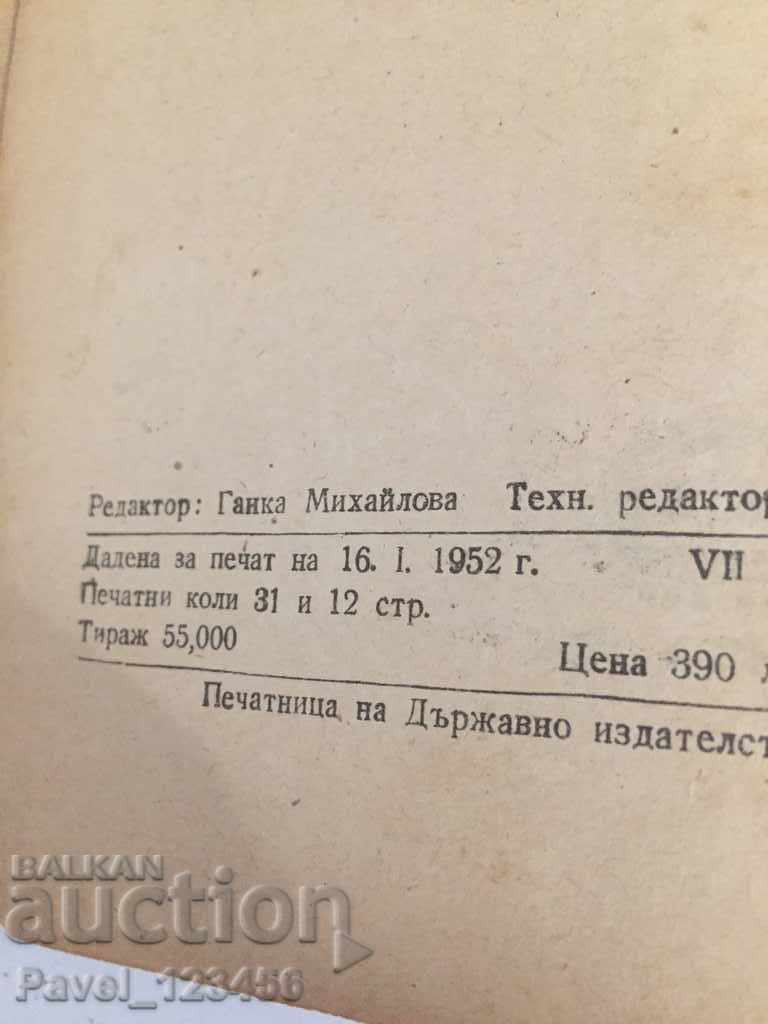 Редактор: Ганка Михайлова Техн. редактор
Дадена за печат на 16. I. 1952 г. VII
Печатни коли 31 и 12 стр.
Тираж 55,000
Цена 390 л
Печатница на Държавно издателст
BALKAN
auction
Pavel_123456